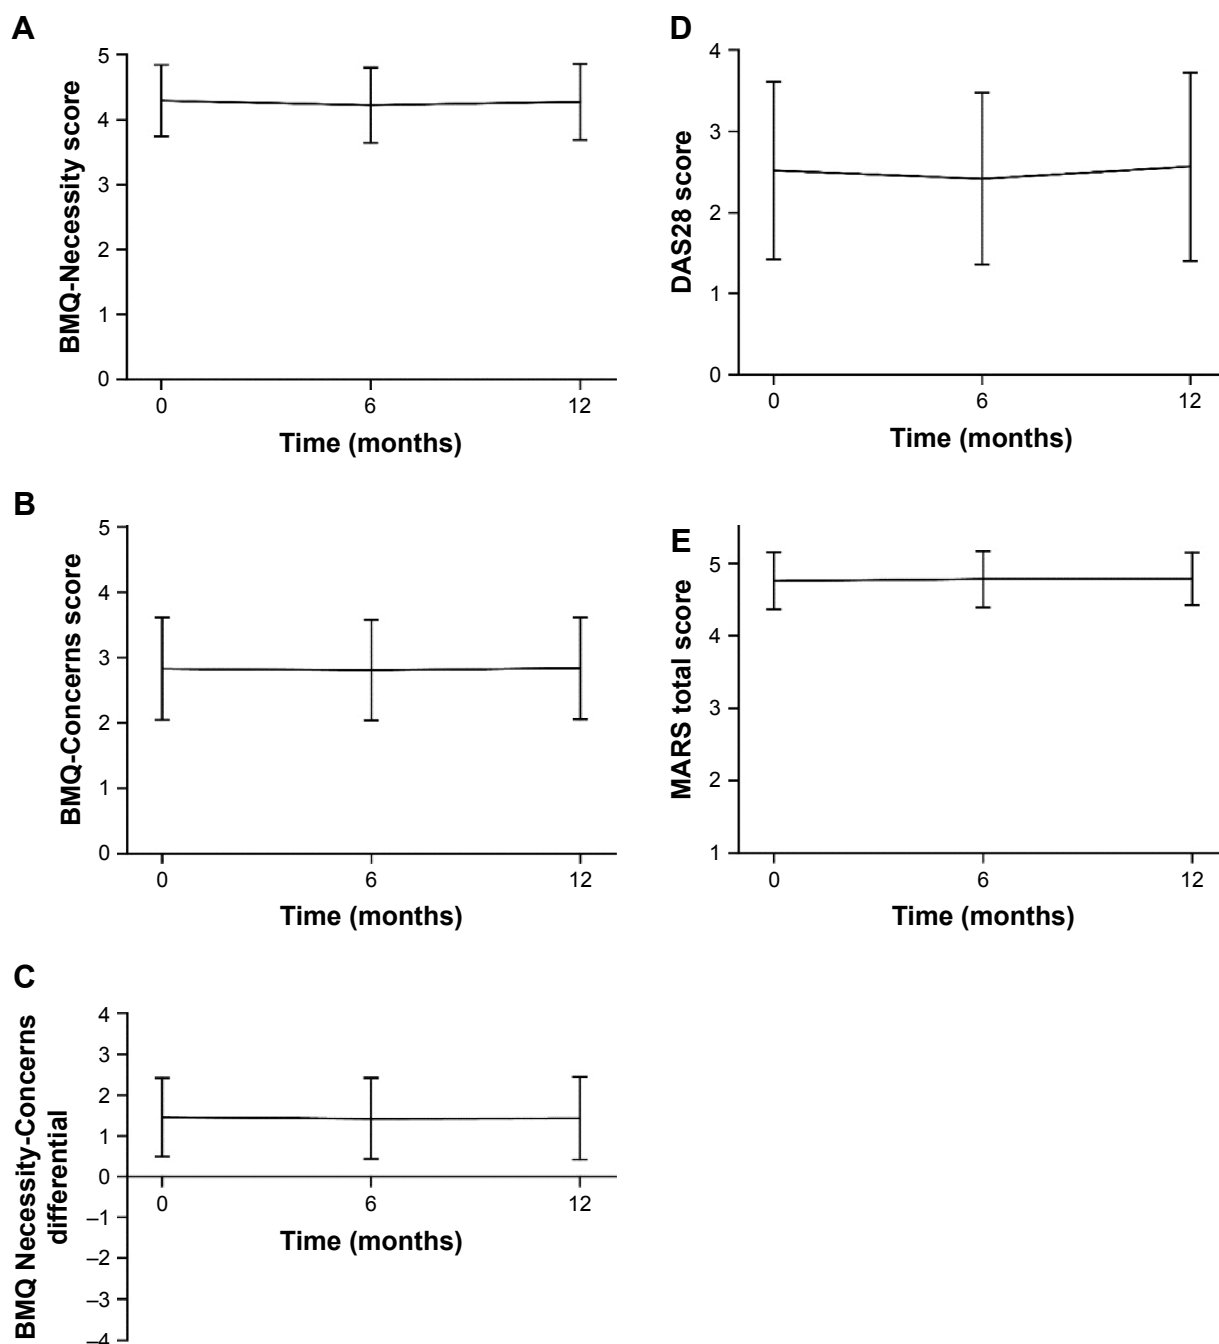 A
BMQ-Necessity score
5
4
3
2
1
0
0 6 12
Time (months)
B
BMQ-Concerns score
5
4
3
2
1
0
0 6 12
Time (months)
C
BMQ Necessity-Concerns
differential
4
3
2
1
0
–1
–2
–3
–4
0 6 12
Time (months)
D
DAS28 score
4
3
2
1
0
0 6 12
Time (months)
E
MARS total score
5
4
3
2
1
0 6 12
Time (months)